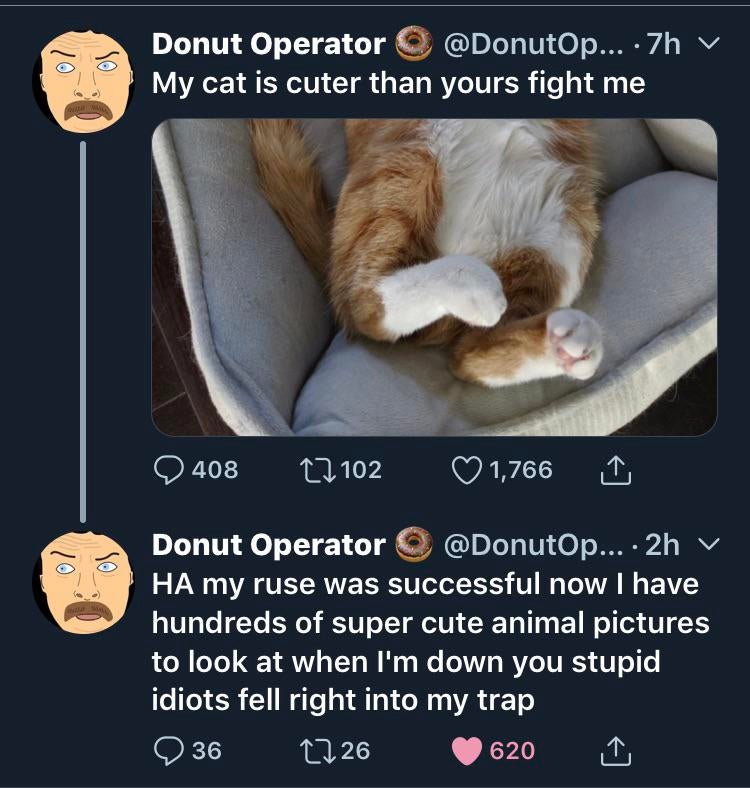 Donut Operator 🍩 @DonutOp... · 7h
My cat is cuter than yours fight me
408 102 1,766
Donut Operator 🍩 @DonutOp... · 2h
HA my ruse was successful now I have
hundreds of super cute animal pictures
to look at when I'm down you stupid
idiots fell right into my trap
36 26 620